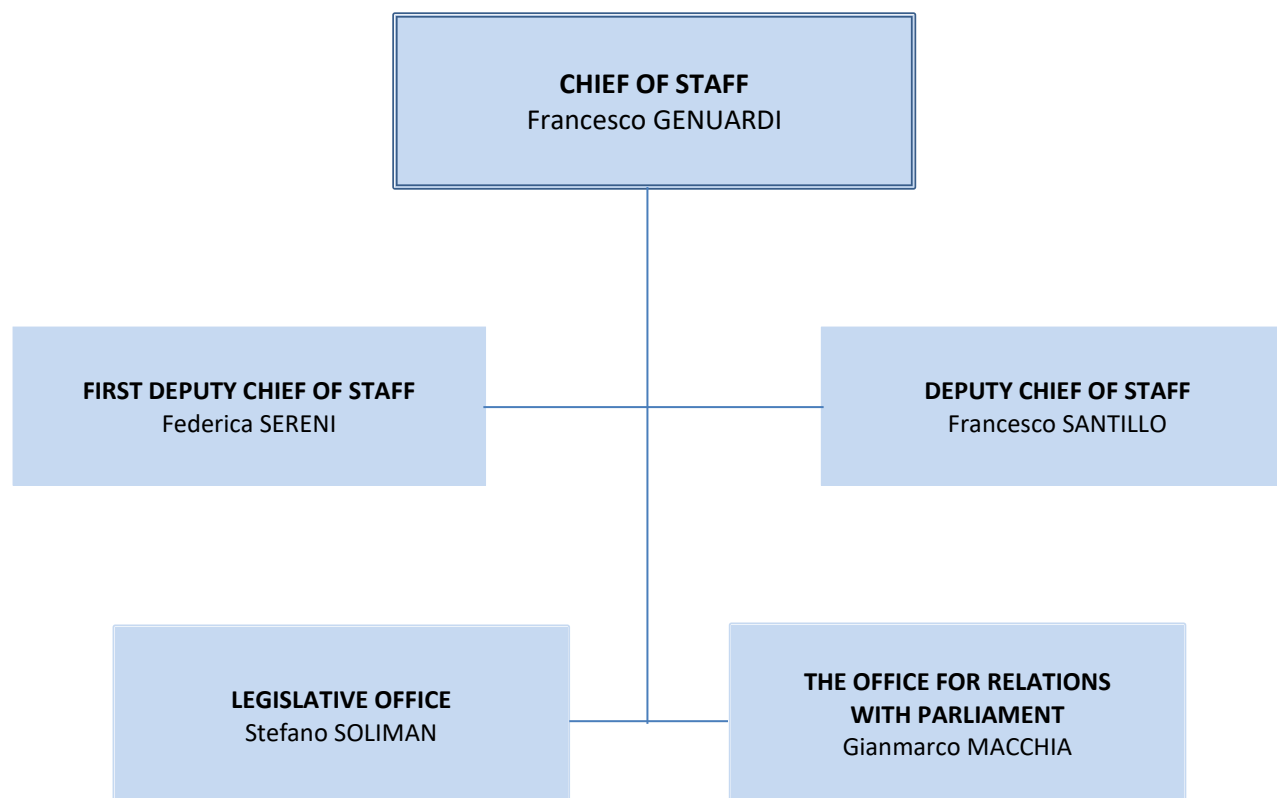 CHIEF OF STAFF
Francesco GENUARDI
FIRST DEPUTY CHIEF OF STAFF
Federica SERENI
DEPUTY CHIEF OF STAFF
Francesco SANTILLO
LEGISLATIVE OFFICE
Stefano SOLIMAN
THE OFFICE FOR RELATIONS
WITH PARLIAMENT
Gianmarco MACCHIA